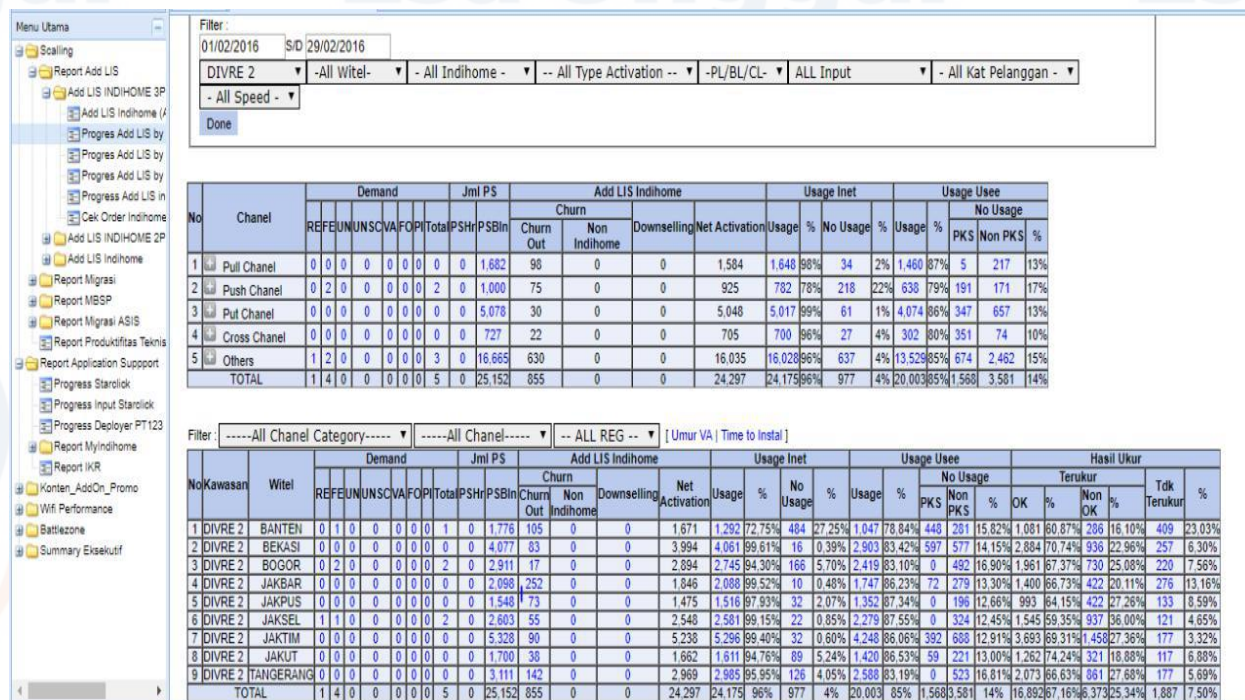 Menu Utama
Scalling
Report Add LIS
Add LIS INDIHOME 3P
Add LIS Indihome (A
Progres Add LIS by
Progres Add LIS by
Progres Add LIS by
Progress Add LIS in
Cek Order Indihome
Add LIS INDIHOME 2P
Add LIS Indihome
Report Migrasi
Report MBSP
Report Migrasi ASIS
Report Produktifitas Teknis
Report Application Suppport
Progress Starclick
Progress Input Starclick
Progress Deployer PT123
Report MyIndihome
Report IKR
Konten_AddOn_Promo
Wifi Performance
Battlezone
Summary Eksekutif
Filter :
01/02/2016 S/D 29/02/2016
DIVRE 2 -All Witel- - All Indihome - -- All Type Activation -- -PL/BL/CL- ALL Input - All Kat Pelanggan -
- All Speed -
Done
No Chanel Demand Jml PS Add LIS Indihome Usage Inet Usage Usee
Churn No Usage
RE FE UN UNSC VA FO PI Total PSHr PSBln Churn Out Non Indihome Downselling Net Activation Usage % No Usage % Usage % PKS Non PKS %
1 Pull Chanel 0 0 0 0 0 0 0 0 0 1,682 98 0 0 1,584 1,648 98% 34 2% 1,460 87% 5 217 13%
2 Push Chanel 0 2 0 0 0 0 0 2 0 1,000 75 0 0 925 782 78% 218 22% 638 79% 191 171 17%
3 Put Chanel 0 0 0 0 0 0 0 0 0 5,078 30 0 0 5,048 5,017 99% 61 1% 4,074 86% 347 657 13%
4 Cross Chanel 0 0 0 0 0 0 0 0 0 727 22 0 0 705 700 96% 27 4% 302 80% 351 74 10%
5 Others 1 2 0 0 0 0 0 3 0 16,665 630 0 0 16,035 16,028 96% 637 4% 13,529 85% 674 2,462 15%
TOTAL 1 4 0 0 0 0 0 5 0 25,152 855 0 0 24,297 24,175 96% 977 4% 20,003 85% 1,568 3,581 14%
Filter : -----All Chanel Category----- -----All Chanel----- -- ALL REG -- [ Umur VA | Time to Instal ]
No Kawasan Witel Demand Jml PS Add LIS Indihome Usage Inet Usage Usee Hasil Ukur
Churn No Usage Terukur
RE FE UN UNSC VA FO PI Total PSHr PSBln Churn Out Non Indihome Downselling Net Activation Usage % No Usage % Usage % PKS Non PKS % OK % Non OK % Tdk Terukur %
1 DIVRE 2 BANTEN 0 1 0 0 0 0 0 1 0 1,776 105 0 0 1,671 1,292 72,75% 484 27,25% 1,047 78,84% 448 281 15,82% 1,081 60,87% 286 16,10% 409 23,03%
2 DIVRE 2 BEKASI 0 0 0 0 0 0 0 0 0 4,077 83 0 0 3,994 4,061 99,61% 16 0,39% 2,903 83,42% 597 577 14,15% 2,884 70,74% 936 22,96% 257 6,30%
3 DIVRE 2 BOGOR 0 2 0 0 0 0 0 2 0 2,911 17 0 0 2,894 2,745 94,30% 166 5,70% 2,419 83,10% 0 492 16,90% 1,961 67,37% 730 25,08% 220 7,56%
4 DIVRE 2 JAKBAR 0 0 0 0 0 0 0 0 0 2,098 252 0 0 1,846 2,088 99,52% 10 0,48% 1,747 86,23% 72 279 13,30% 1,400 66,73% 422 20,11% 276 13,16%
5 DIVRE 2 JAKPUS 0 0 0 0 0 0 0 0 0 1,548 73 0 0 1,475 1,516 97,93% 32 2,07% 1,352 87,34% 0 196 12,66% 993 64,15% 422 27,26% 133 8,59%
6 DIVRE 2 JAKSEL 1 1 0 0 0 0 0 2 0 2,603 55 0 0 2,548 2,581 99,15% 22 0,85% 2,279 87,55% 0 324 12,45% 1,545 59,35% 937 36,00% 121 4,65%
7 DIVRE 2 JAKTIM 0 0 0 0 0 0 0 0 0 5,328 90 0 0 5,238 5,296 99,40% 32 0,60% 4,248 86,06% 392 688 12,91% 3,693 69,31% 1,458 27,36% 177 3,32%
8 DIVRE 2 JAKUT 0 0 0 0 0 0 0 0 0 1,700 38 0 0 1,662 1,611 94,76% 89 5,24% 1,420 86,53% 59 221 13,00% 1,262 74,24% 321 18,88% 117 6,88%
9 DIVRE 2 TANGERANG 0 0 0 0 0 0 0 0 0 3,111 142 0 0 2,969 2,985 95,95% 126 4,05% 2,588 83,19% 0 523 16,81% 2,073 66,63% 861 27,68% 177 5,69%
TOTAL 1 4 0 0 0 0 0 5 0 25,152 855 0 0 24,297 24,175 96% 977 4% 20,003 85% 1,568 3,581 14% 16,892 67,16% 6,373 25,34% 1,887 7,50%